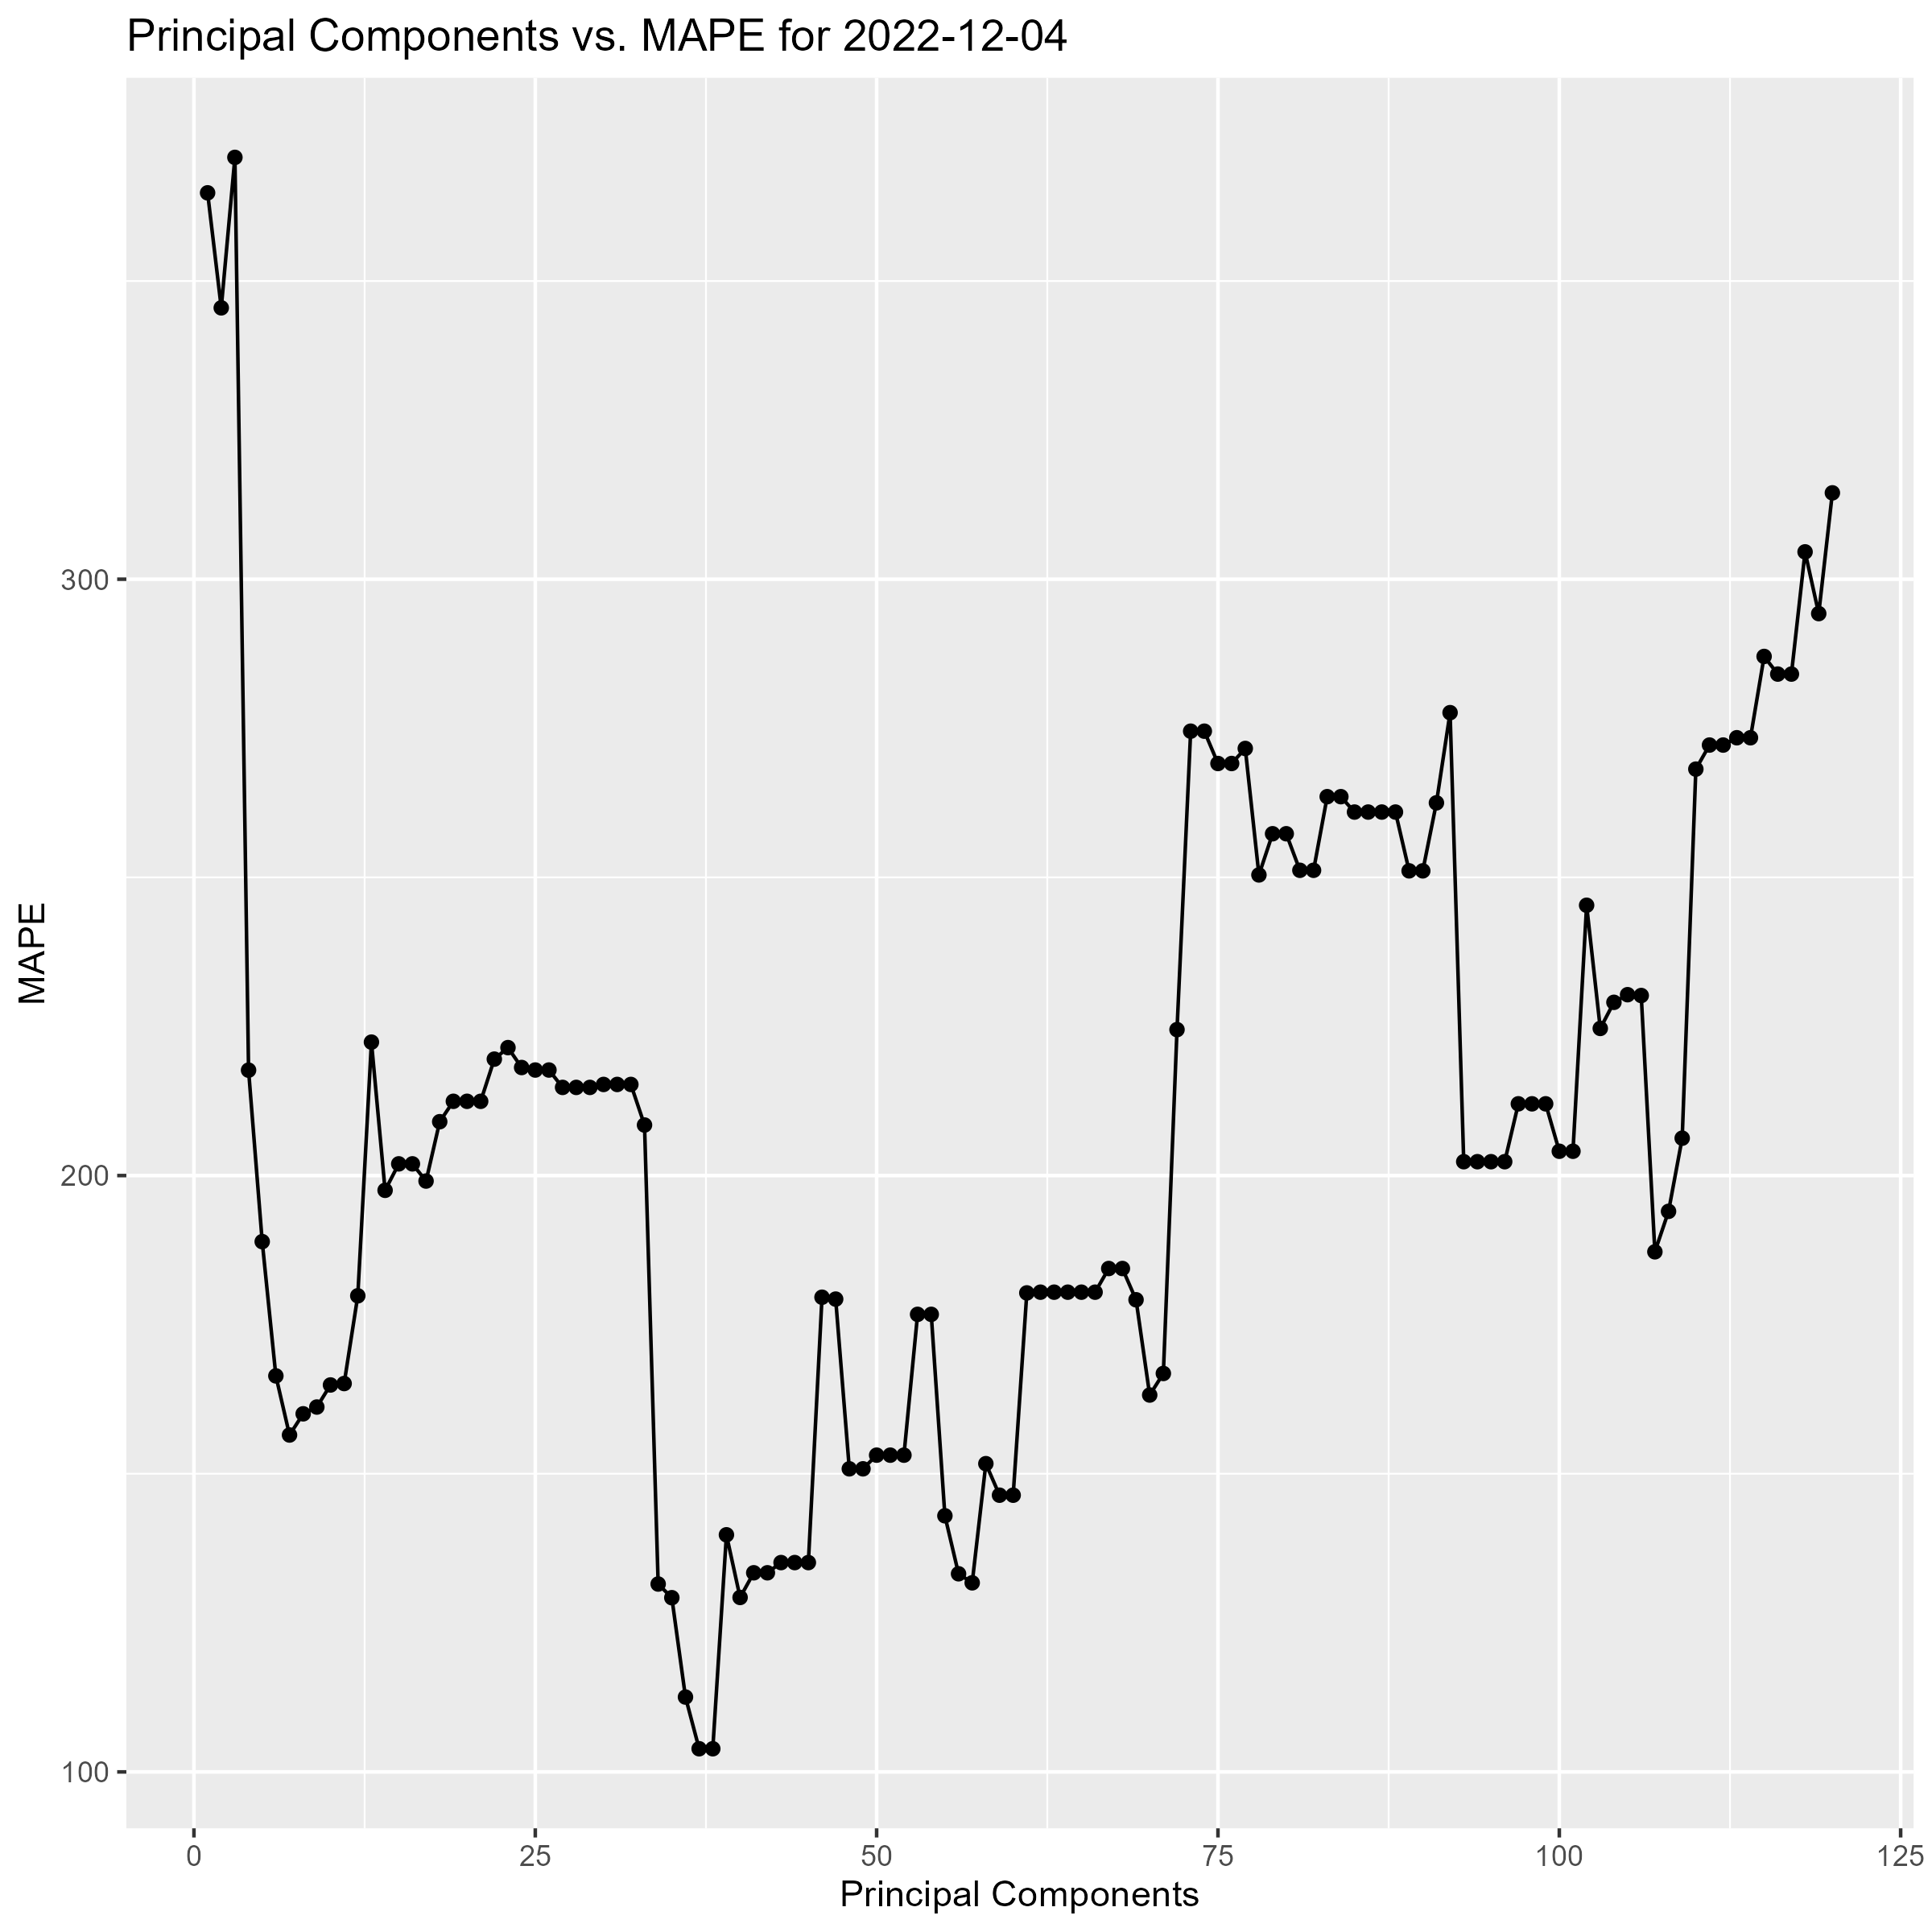 Principal Components vs. MAPE for 2022-12-04
MAPE
300
200
100
0 25 50 75 100 125
Principal Components